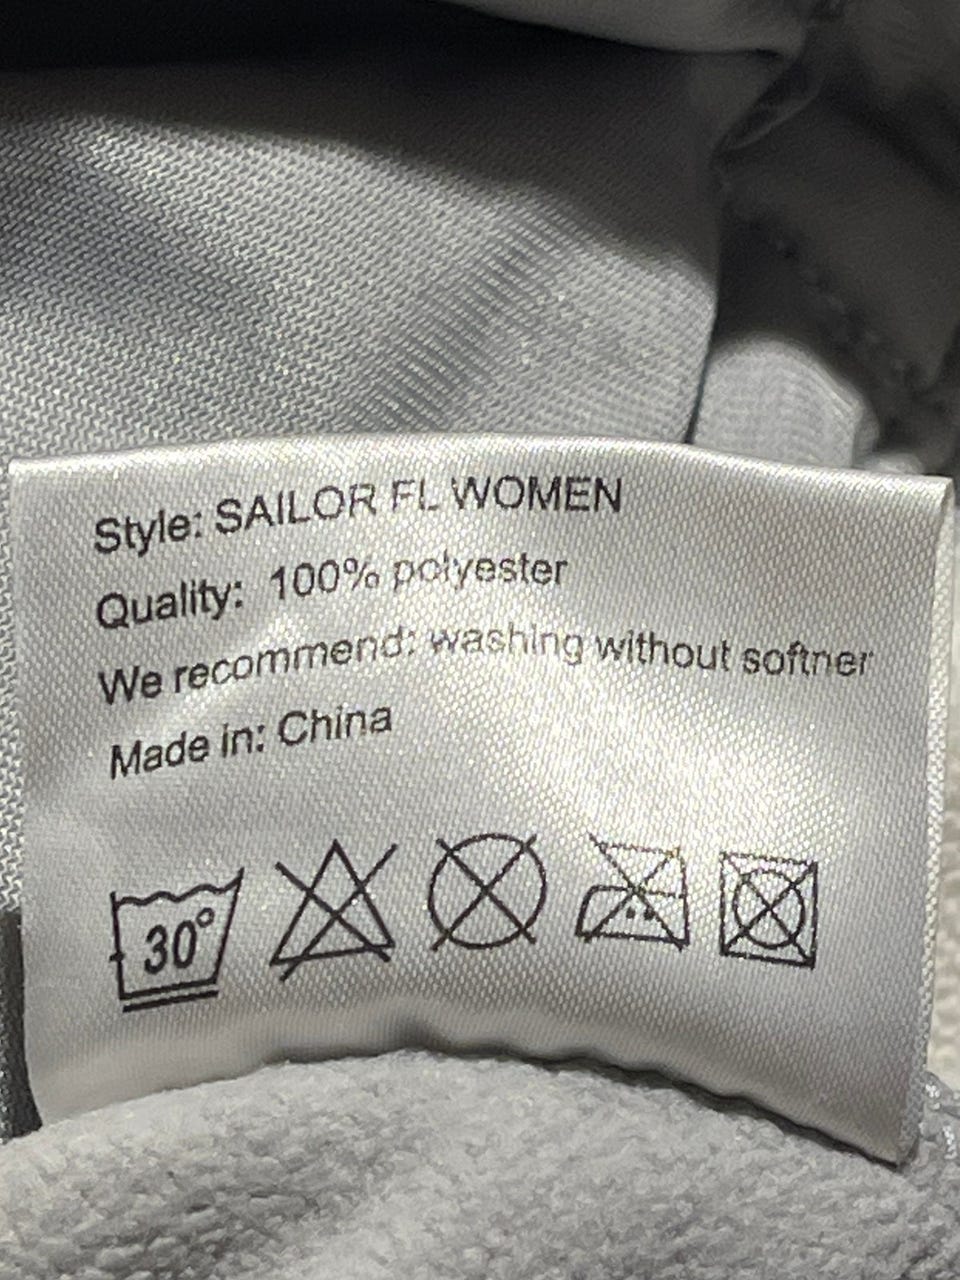 Style: SAILOR FL WOMEN
Quality: 100% polyester
We recommend: washing without softner
Made in: China
30°